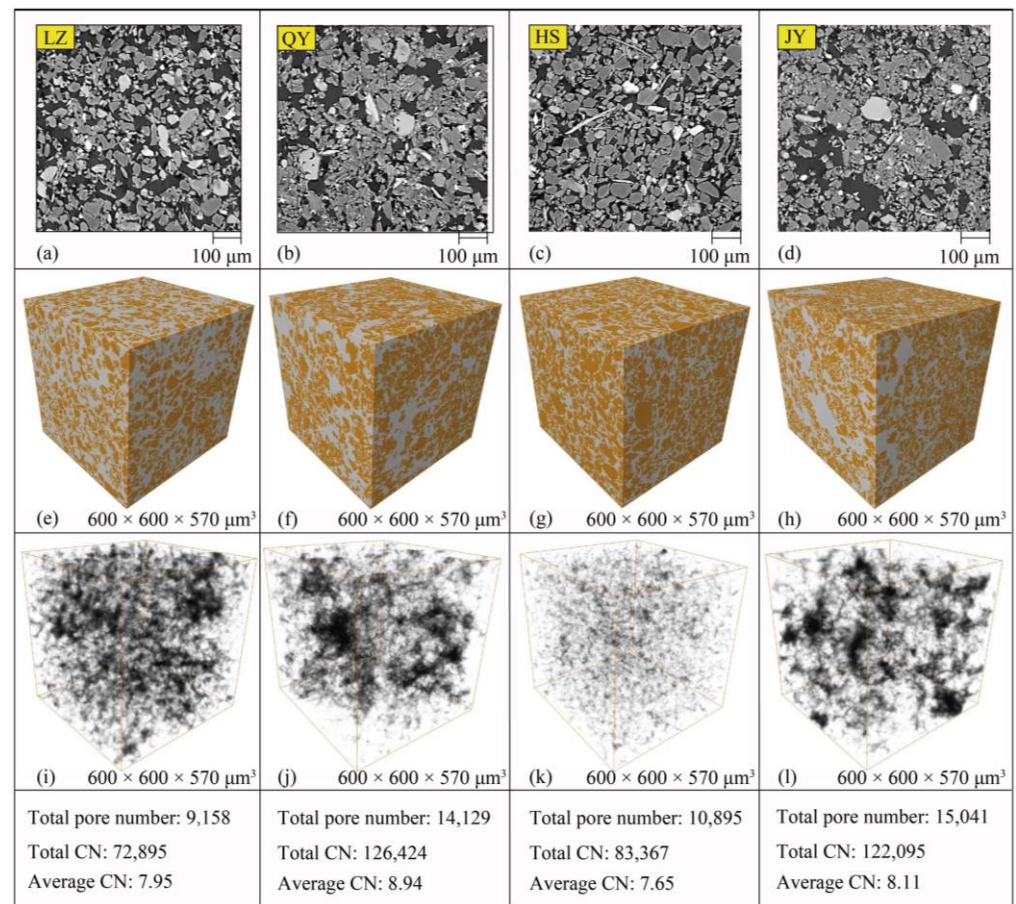 LZ
QY
HS
JY
(a) 100 μm
(b) 100 μm
(c) 100 μm
(d) 100 μm
(e) 600 × 600 × 570 μm³
(f) 600 × 600 × 570 μm³
(g) 600 × 600 × 570 μm³
(h) 600 × 600 × 570 μm³
(i) 600 × 600 × 570 μm³
(j) 600 × 600 × 570 μm³
(k) 600 × 600 × 570 μm³
(l) 600 × 600 × 570 μm³
Total pore number: 9,158
Total CN: 72,895
Average CN: 7.95
Total pore number: 14,129
Total CN: 126,424
Average CN: 8.94
Total pore number: 10,895
Total CN: 83,367
Average CN: 7.65
Total pore number: 15,041
Total CN: 122,095
Average CN: 8.11